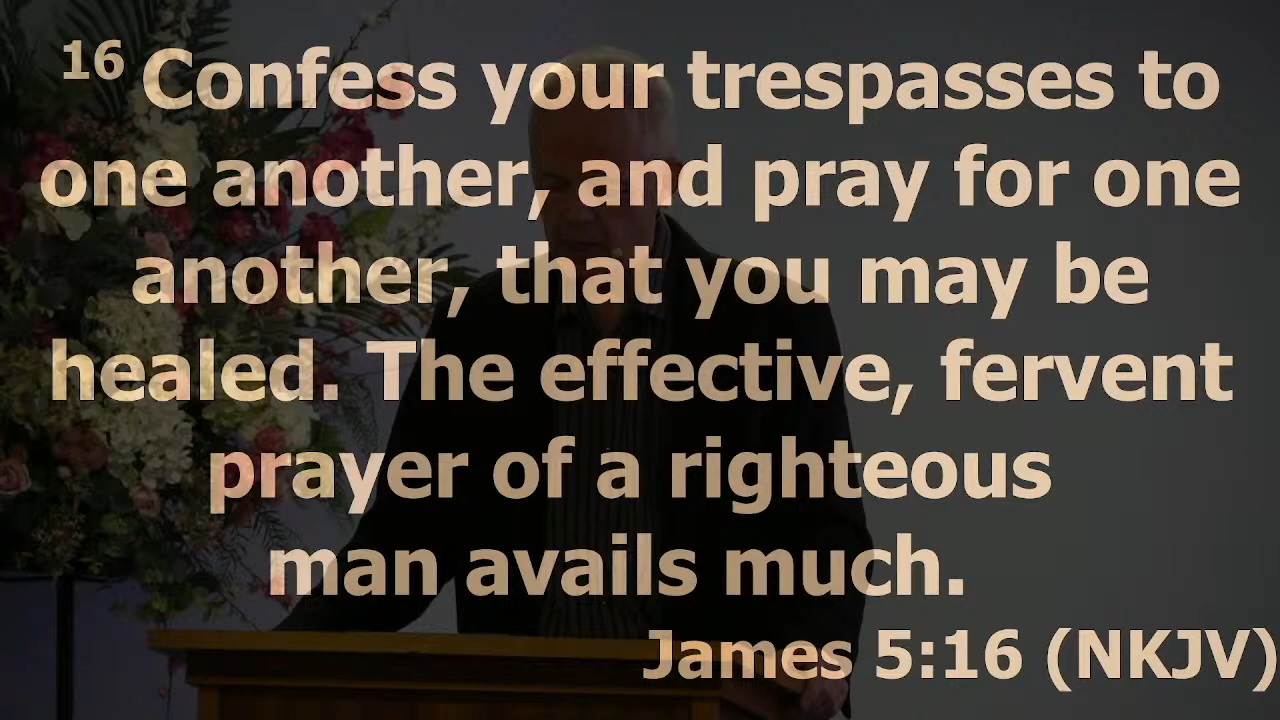 16 Confess your trespasses to
one another, and pray for one
another, that you may be
healed. The effective, fervent
prayer of a righteous
man avails much.
James 5:16 (NKJV)